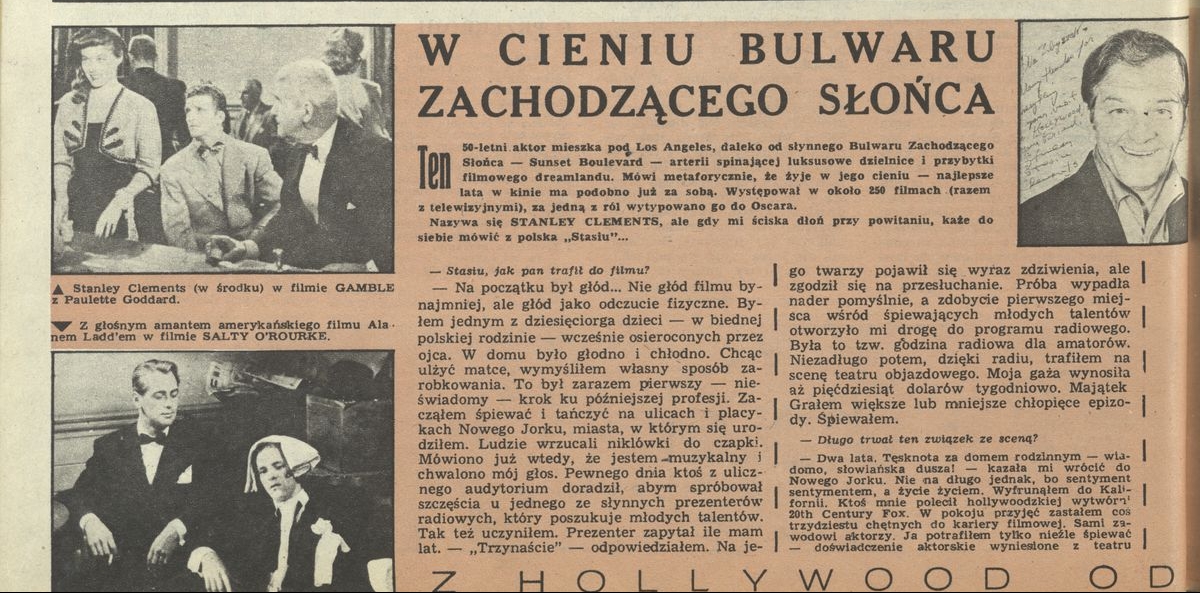 W CIENIU BULWARU
ZACHODZĄCEGO SŁOŃCA
Ten 50-letni aktor mieszka pod Los Angeles, daleko od słynnego Bulwaru Zachodzącego
Słońca — Sunset Boulevard — arterii spinającej luksusowe dzielnice i przybytki
filmowego dreamlandu. Mówi metaforycznie, że żyje w jego cieniu — najlepsze
lata w kinie ma podobno już za sobą. Występował w około 250 filmach (razem
z telewizyjnymi), za jedną z ról wytypowano go do Oscara.
Nazywa się STANLEY CLEMENTS, ale gdy mi ściska dłoń przy powitaniu, każe do
siebie mówić z polska „Stasiu”...
▲ Stanley Clements (w środku) w filmie GAMBLE
z Paulette Goddard.
▼ Z głośnym amantem amerykańskiego filmu Ala-
nem Ladd'em w filmie SALTY O'ROURKE.
— Stasiu, jak pan trafił do filmu?
— Na początku był głód... Nie głód filmu by-
najmniej, ale głód jako odczucie fizyczne. By-
łem jednym z dziesięciorga dzieci — w biednej
polskiej rodzinie — wcześnie osieroconych przez
ojca. W domu było głodno i chłodno. Chcąc
ulżyć matce, wymyśliłem własny sposób za-
robkowania. To był zarazem pierwszy — nie-
świadomy — krok ku późniejszej profesji. Za-
cząłem śpiewać i tańczyć na ulicach i placy-
kach Nowego Jorku, miasta, w którym się uro-
dziłem. Ludzie wrzucali niklówki do czapki.
Mówiono już wtedy, że jestem muzykalny i
chwalono mój głos. Pewnego dnia ktoś z ulicz-
nego audytorium doradził, abym spróbował
szczęścia u jednego ze słynnych prezenterów
radiowych, który poszukuje młodych talentów.
Tak też uczyniłem. Prezenter zapytał ile mam
lat. — „Trzynaście” — odpowiedziałem. Na je-
go twarzy pojawił się wyraz zdziwienia, ale
zgodził się na przesłuchanie. Próba wypadła
nader pomyślnie, a zdobycie pierwszego miej-
sca wśród śpiewających młodych talentów
otworzyło mi drogę do programu radiowego.
Była to tzw. godzina radiowa dla amatorów.
Niezadługo potem, dzięki radiu, trafiłem na
scenę teatru objazdowego. Moja gaża wynosiła
aż pięćdziesiąt dolarów tygodniowo. Majątek
Grałem większe lub mniejsze chłopięce epizo-
dy. Śpiewałem.
— Długo trwał ten związek ze sceną?
— Dwa lata. Tęsknota za domem rodzinnym — wia-
domo, słowiańska dusza! — kazała mi wrócić do
Nowego Jorku. Nie na długo jednak, bo sentyment
sentymentem, a życie życiem. Wyfrunąłem do Kali-
fornii. Ktoś mnie polecił hollywoodzkiej wytwórni
20th Century Fox. W pokoju przyjęć zastałem coś
trzydziestu chętnych do kariery filmowej. Sami za-
wodowi aktorzy. Ja potrafiłem tylko nieźle śpiewać
— doświadczenie aktorskie wyniesione z teatru
Z HOLLYWOOD OD